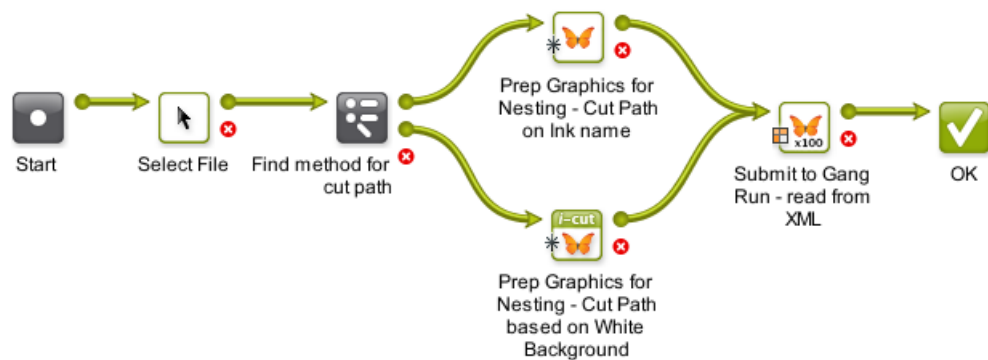 Start
Select File
Find method for
cut path
Prep Graphics for
Nesting - Cut Path
on Ink name
i-cut
Prep Graphics for
Nesting - Cut Path
based on White
Background
x100
Submit to Gang
Run - read from
XML
OK